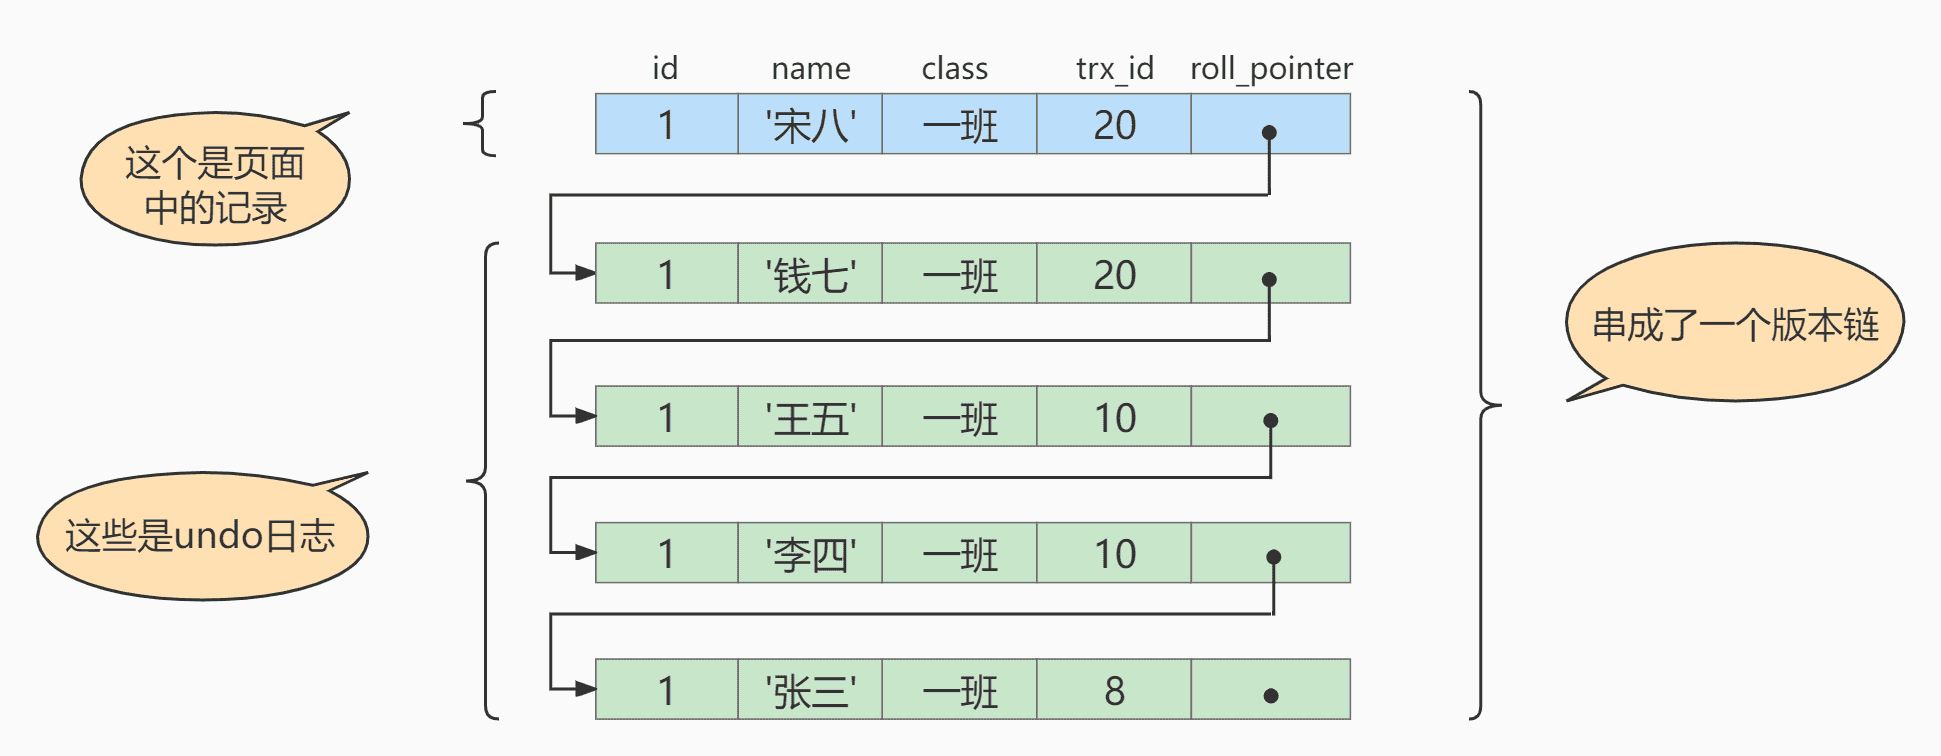 id name class trx_id roll_pointer
1 '宋八' 一班 20
这个是页面
中的记录
1 '钱七' 一班 20
串成了一个版本链
1 '王五' 一班 10
这些是undo日志
1 '李四' 一班 10
1 '张三' 一班 8